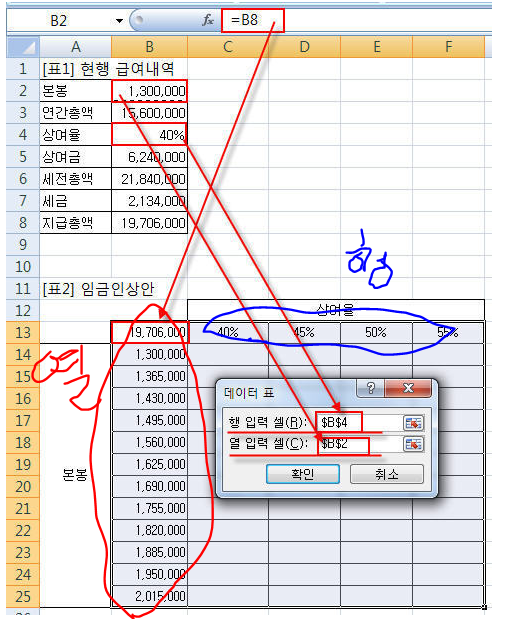 B2 fx =B8
A B C D E F
1 [표1] 현행 급여내역
2 본봉 1,300,000
3 연간총액 15,600,000
4 상여율 40%
5 상여금 6,240,000
6 세전총액 21,840,000
7 세금 2,134,000
8 지급총액 19,706,000
9
10
행
11 [표2] 임금인상안
12 상여율
13 19,706,000 40% 45% 50% 55%
14 1,300,000
열
15 1,365,000
16 1,430,000
17 1,495,000
18 1,560,000
19 본봉 1,625,000
20 1,690,000
21 1,755,000
22 1,820,000
23 1,885,000
24 1,950,000
25 2,015,000
데이터 표
행 입력 셀(R): $B$4
열 입력 셀(C): $B$2
확인 취소